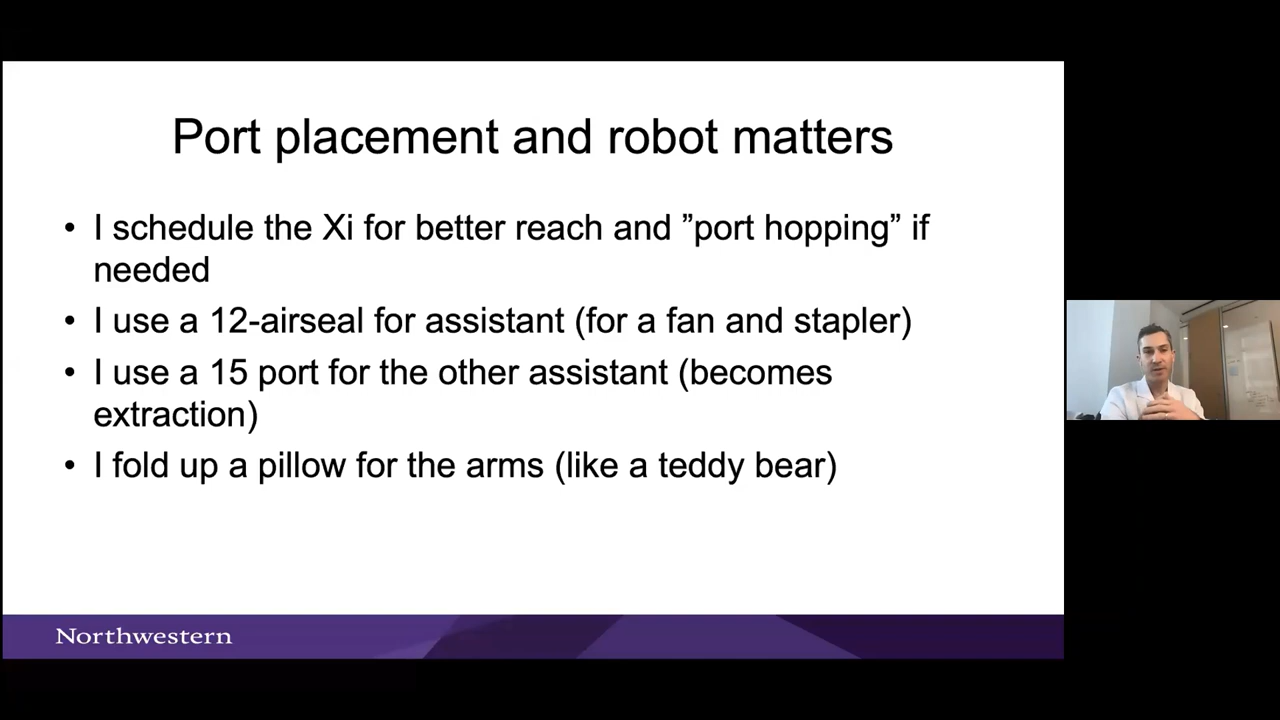 Port placement and robot matters
• I schedule the Xi for better reach and ”port hopping” if
needed
• I use a 12-airseal for assistant (for a fan and stapler)
• I use a 15 port for the other assistant (becomes
extraction)
• I fold up a pillow for the arms (like a teddy bear)
Northwestern